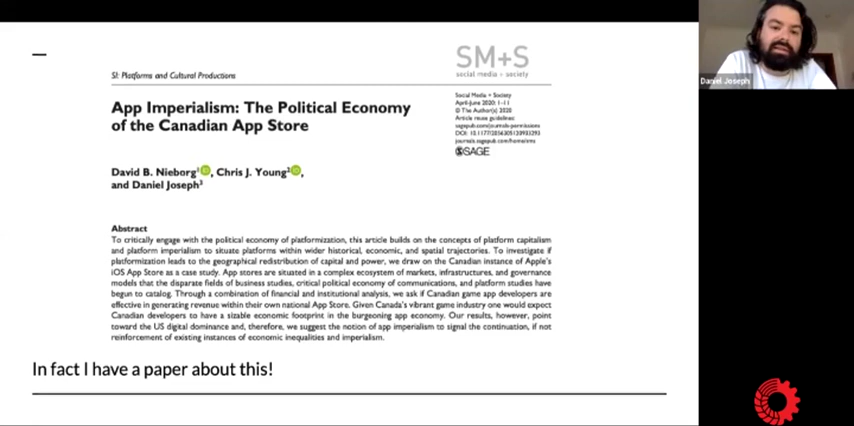 SI: Platforms and Cultural Productions
SM+S
social media + society
App Imperialism: The Political Economy
of the Canadian App Store
Social Media + Society
April-June 2020: 1–11
© The Author(s) 2020
Article reuse guidelines:
sagepub.com/journals-permissions
DOI: 10.1177/2056305120933293
journals.sagepub.com/home/sms
SAGE
David B. Nieborg¹, Chris J. Young²,
and Daniel Joseph³
Abstract
To critically engage with the political economy of platformization, this article builds on the concepts of platform capitalism
and platform imperialism to situate platforms within wider historical, economic, and spatial trajectories. To investigate if
platformization leads to the geographical redistribution of capital and power, we draw on the Canadian instance of Apple's
iOS App Store as a case study. App stores are situated in a complex ecosystem of markets, infrastructures, and governance
models that the disparate fields of business studies, critical political economy of communications, and platform studies have
begun to catalog. Through a combination of financial and institutional analysis, we ask if Canadian game app developers are
effective in generating revenue within their own national App Store. Given Canada's vibrant game industry one would expect
Canadian developers to have a sizable economic footprint in the burgeoning app economy. Our results, however, point
toward the US digital dominance and, therefore, we suggest the notion of app imperialism to signal the continuation, if not
reinforcement of existing instances of economic inequalities and imperialism.
In fact I have a paper about this!
Daniel Joseph